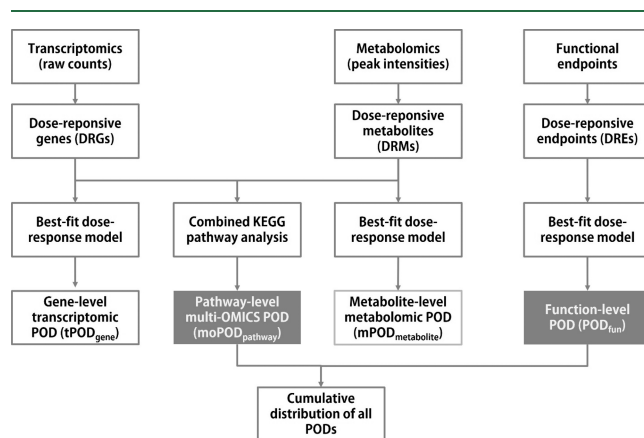 Transcriptomics
(raw counts)
Metabolomics
(peak intensities)
Functional
endpoints
Dose-reponsive
genes (DRGs)
Dose-reponsive
metabolites
(DRMs)
Dose-reponsive
endpoints (DREs)
Best-fit dose-
response model
Combined KEGG
pathway analysis
Best-fit dose-
response model
Best-fit dose-
response model
Gene-level
transcriptomic
POD (tPODgene)
Pathway-level
multi-OMICS POD
(moPODpathway)
Metabolite-level
metabolomic POD
(mPODmetabolite)
Function-level
POD (PODfun)
Cumulative
distribution of all
PODs